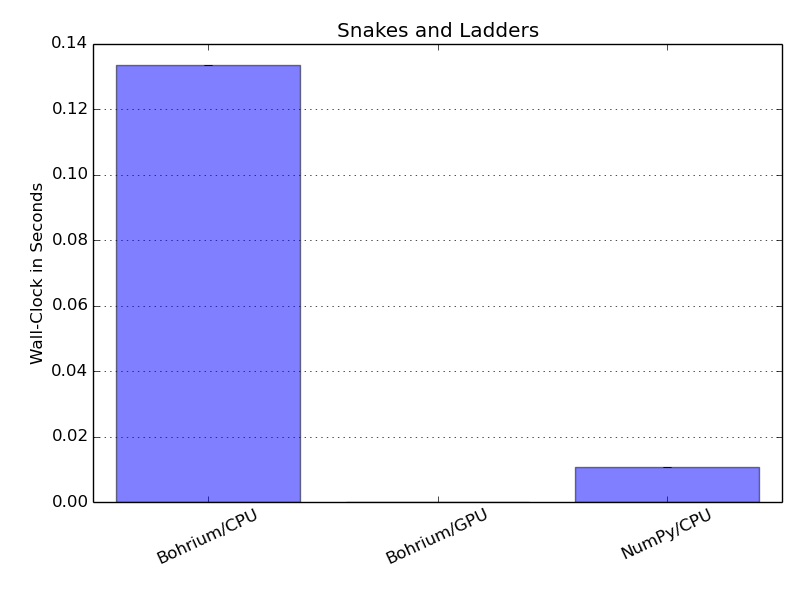 Snakes and Ladders
Wall-Clock in Seconds
0.14
0.12
0.10
0.08
0.06
0.04
0.02
0.00
Bohrium/CPU
Bohrium/GPU
NumPy/CPU